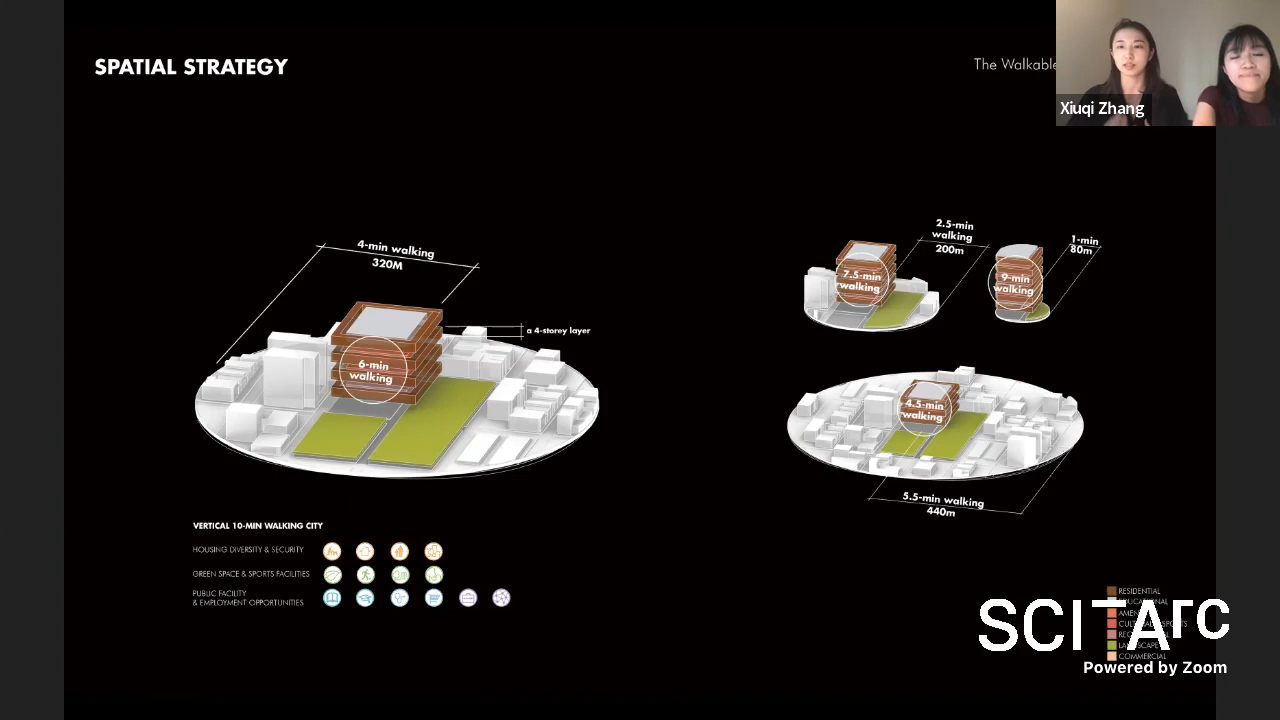 SPATIAL STRATEGY
The Walkable
Xiuqi Zhang
4-min walking
320M
a 4-storey layer
6-min
walking
2.5-min
walking
200m
1-min
80m
7.5-min
walking
9-min
walking
4.5-min
walking
5.5-min walking
440m
VERTICAL 10-MIN WALKING CITY
HOUSING DIVERSITY & SECURITY
GREEN SPACE & SPORTS FACILITIES
PUBLIC FACILITY
& EMPLOYMENT OPPORTUNITIES
RESIDENTIAL
COMMERCIAL
SCI Arc
Powered by Zoom